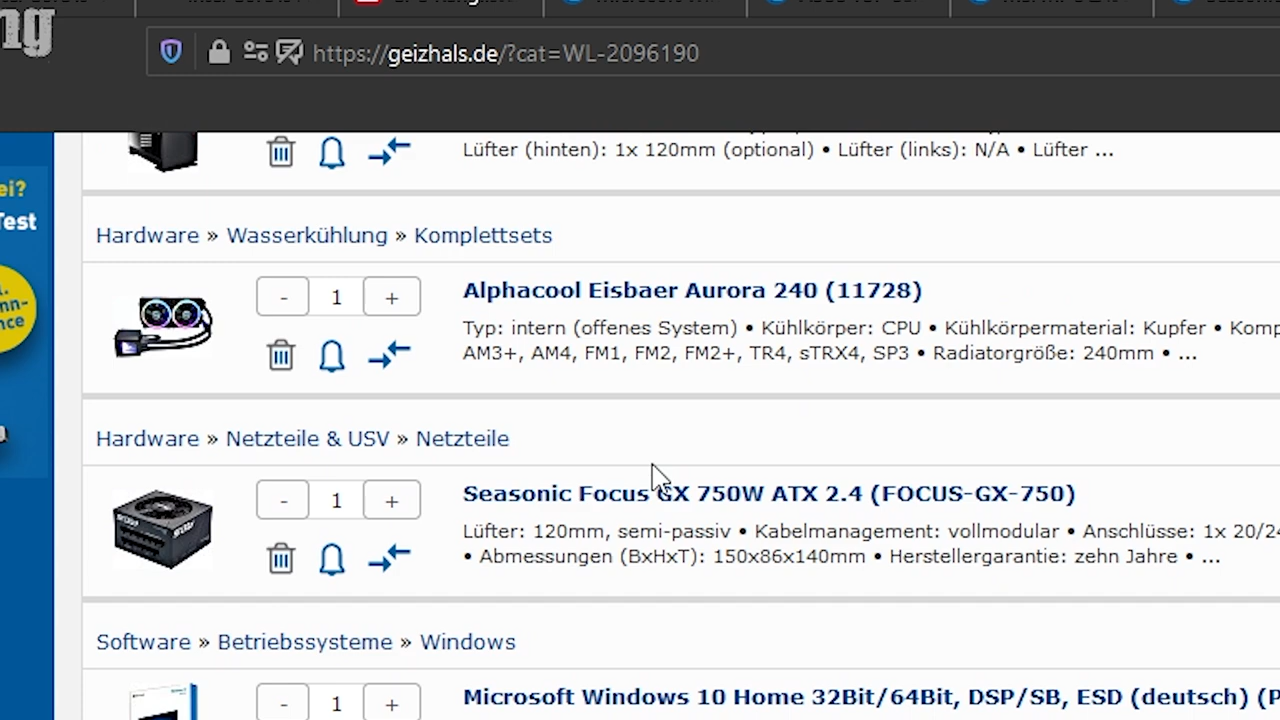 ng
https://geizhals.de/?cat=WL-2096190
Lüfter (hinten): 1x 120mm (optional) • Lüfter (links): N/A • Lüfter ...
ei?
Test
Hardware » Wasserkühlung » Komplettsets
- 1 +
Alphacool Eisbaer Aurora 240 (11728)
Typ: intern (offenes System) • Kühlkörper: CPU • Kühlkörpermaterial: Kupfer • Komp
AM3+, AM4, FM1, FM2, FM2+, TR4, sTRX4, SP3 • Radiatorgröße: 240mm • ...
Hardware » Netzteile & USV » Netzteile
- 1 +
Seasonic Focus GX 750W ATX 2.4 (FOCUS-GX-750)
Lüfter: 120mm, semi-passiv • Kabelmanagement: vollmodular • Anschlüsse: 1x 20/24
• Abmessungen (BxHxT): 150x86x140mm • Herstellergarantie: zehn Jahre • ...
Software » Betriebssysteme » Windows
- 1 +
Microsoft Windows 10 Home 32Bit/64Bit, DSP/SB, ESD (deutsch) (P